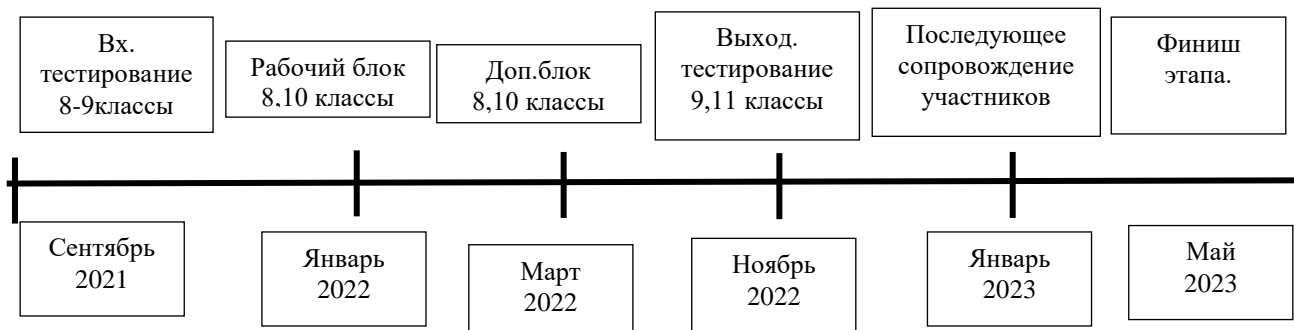 Вх.
тестирование
8-9классы
Рабочий блок
8,10 классы
Доп.блок
8,10 классы
Выход.
тестирование
9,11 классы
Последующее
сопровождение
участников
Финиш
этапа.
Сентябрь
2021
Январь
2022
Март
2022
Ноябрь
2022
Январь
2023
Май
2023